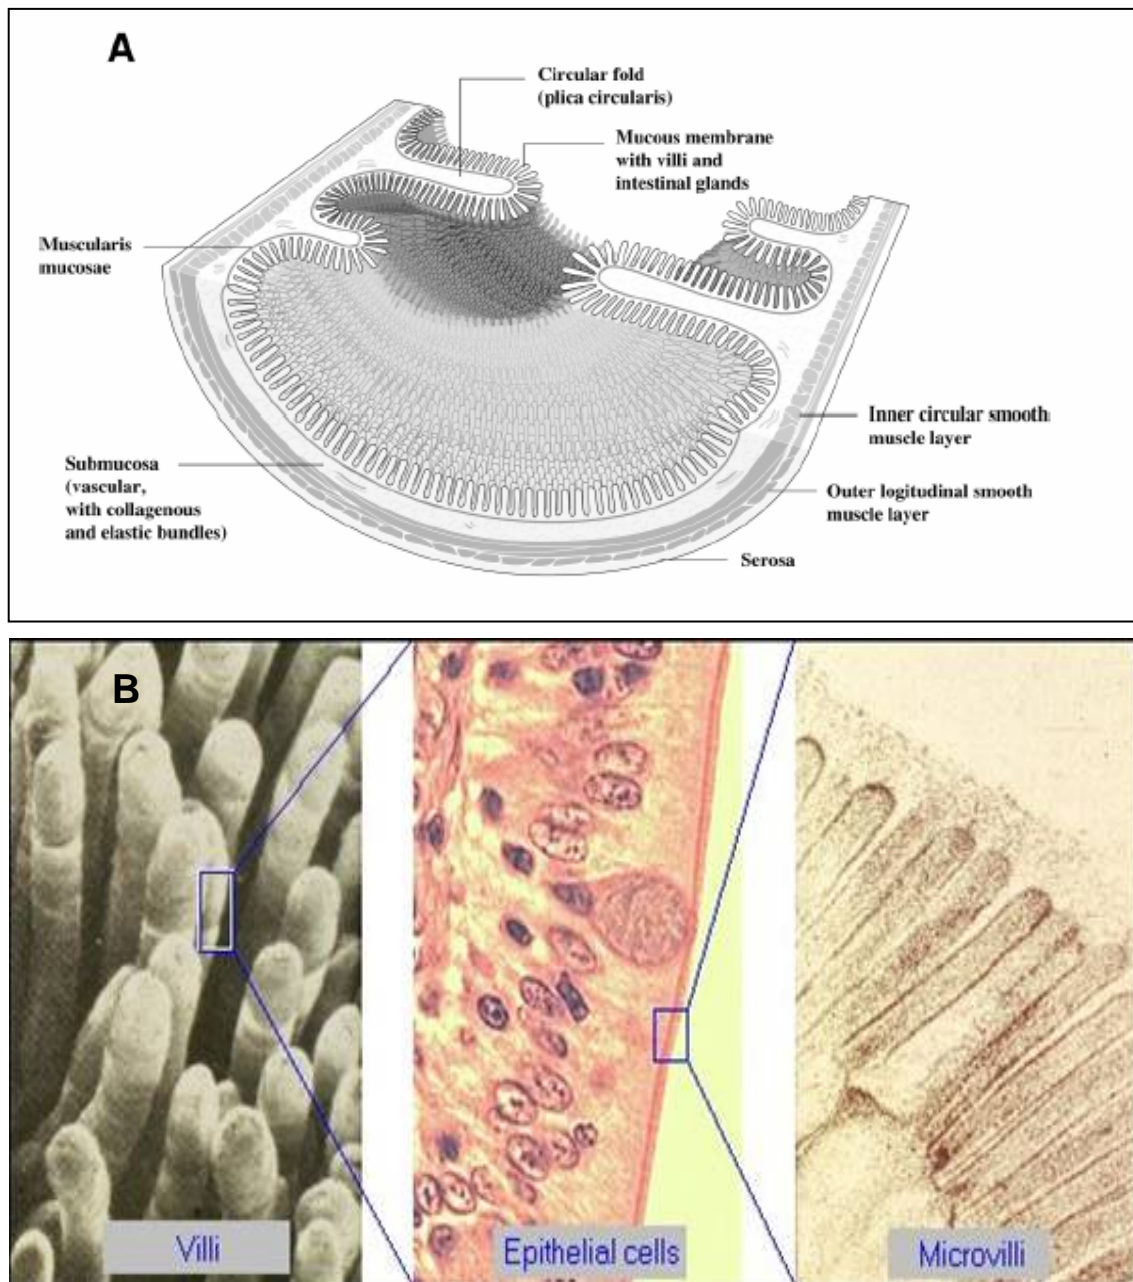 A
Circular fold
(plica circularis)
Mucous membrane
with villi and
intestinal glands
Muscularis
mucosae
Inner circular smooth
muscle layer
Submucosa
(vascular,
with collagenous
and elastic bundles)
Outer logitudinal smooth
muscle layer
Serosa
B
Villi
Epithelial cells
Microvilli